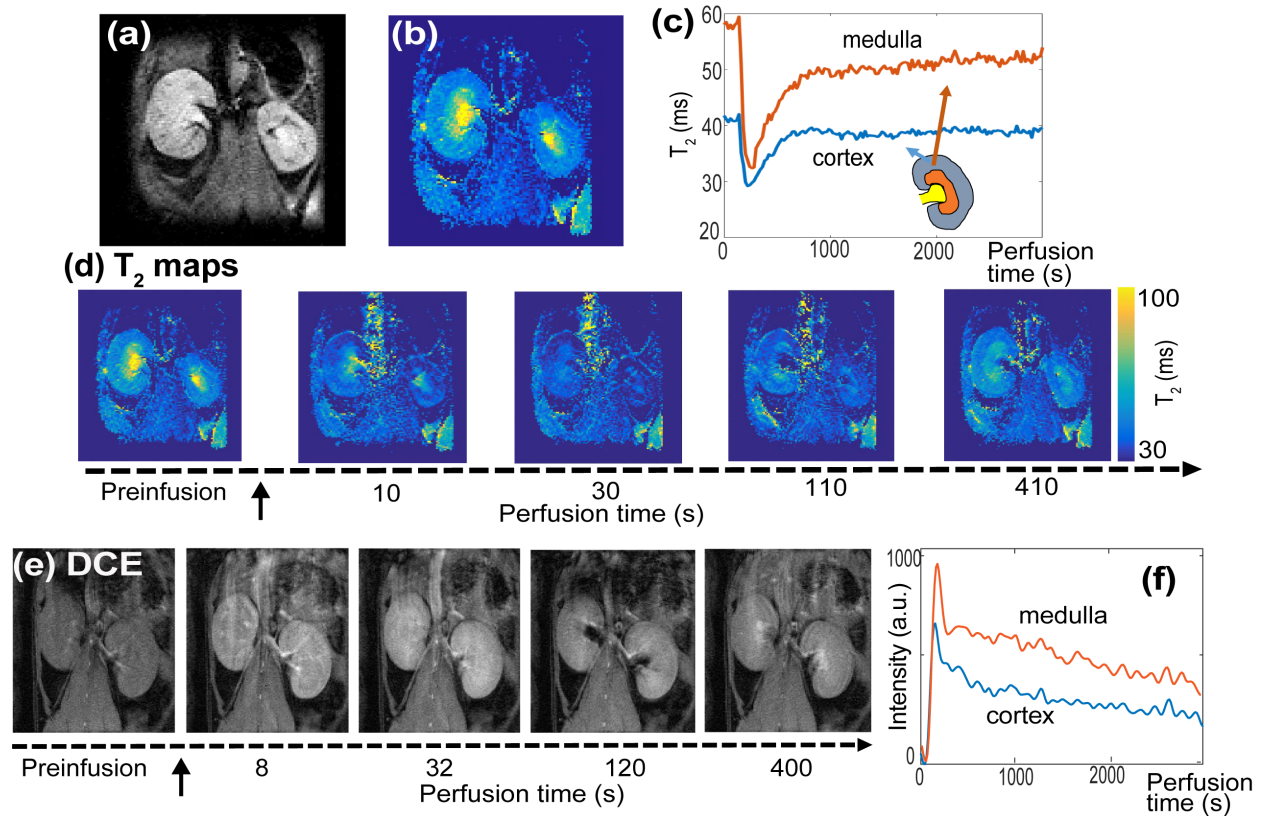 (a)
(b)
(c)
60
50
40
30
20
T2 (ms)
medulla
cortex
0
1000
2000
Perfusion
time (s)
(d) T2 maps
100
T2 (ms)
30
Preinfusion
10
30
110
410
Perfusion time (s)
(e) DCE
Preinfusion
8
32
120
400
Perfusion time (s)
(f)
1000
Intensity (a.u.)
0
medulla
cortex
0
1000
2000
Perfusion
time (s)